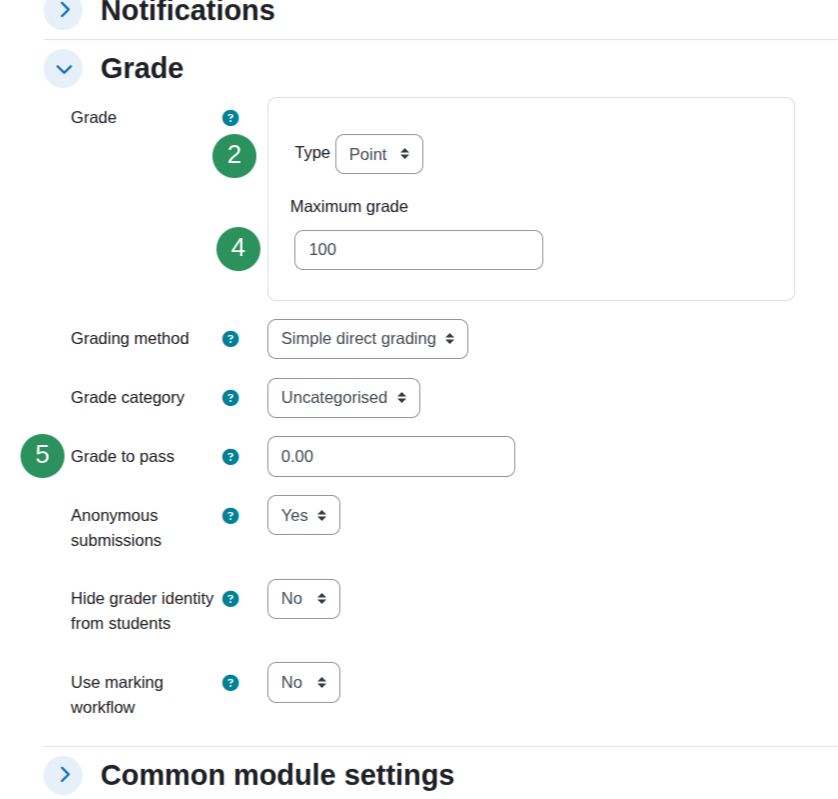 Notifications
Grade
Grade ?
2 Type Point
Maximum grade
4 100
Grading method ? Simple direct grading
Grade category ? Uncategorised
5 Grade to pass ? 0.00
Anonymous ? Yes
submissions
Hide grader identity ? No
from students
Use marking ? No
workflow
Common module settings